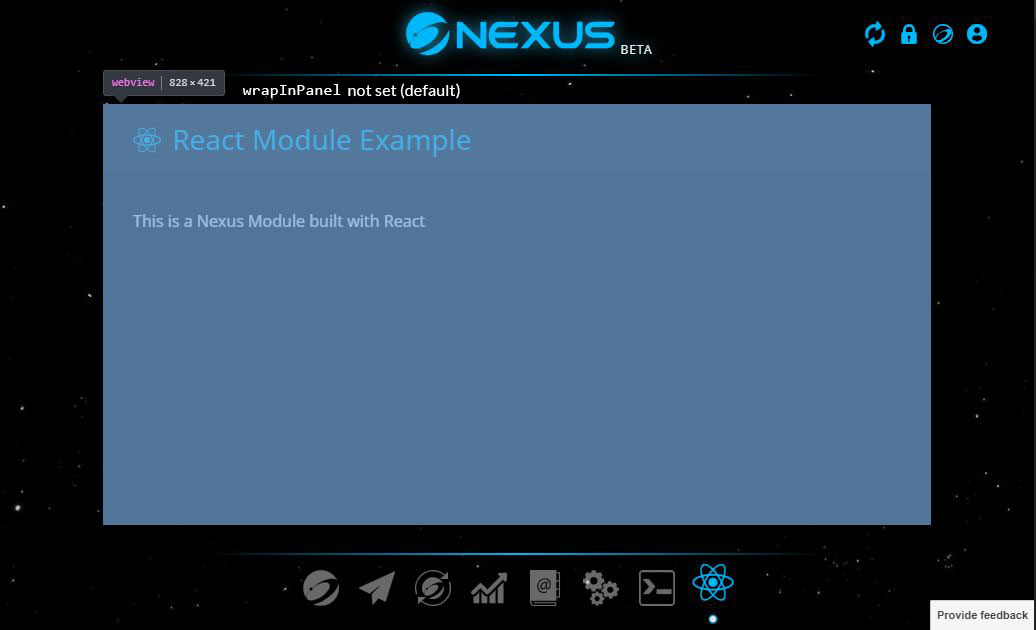 NEXUS
BETA
webview 828×421
wrapInPanel not set (default)
React Module Example
This is a Nexus Module built with React
@
Provide feedback